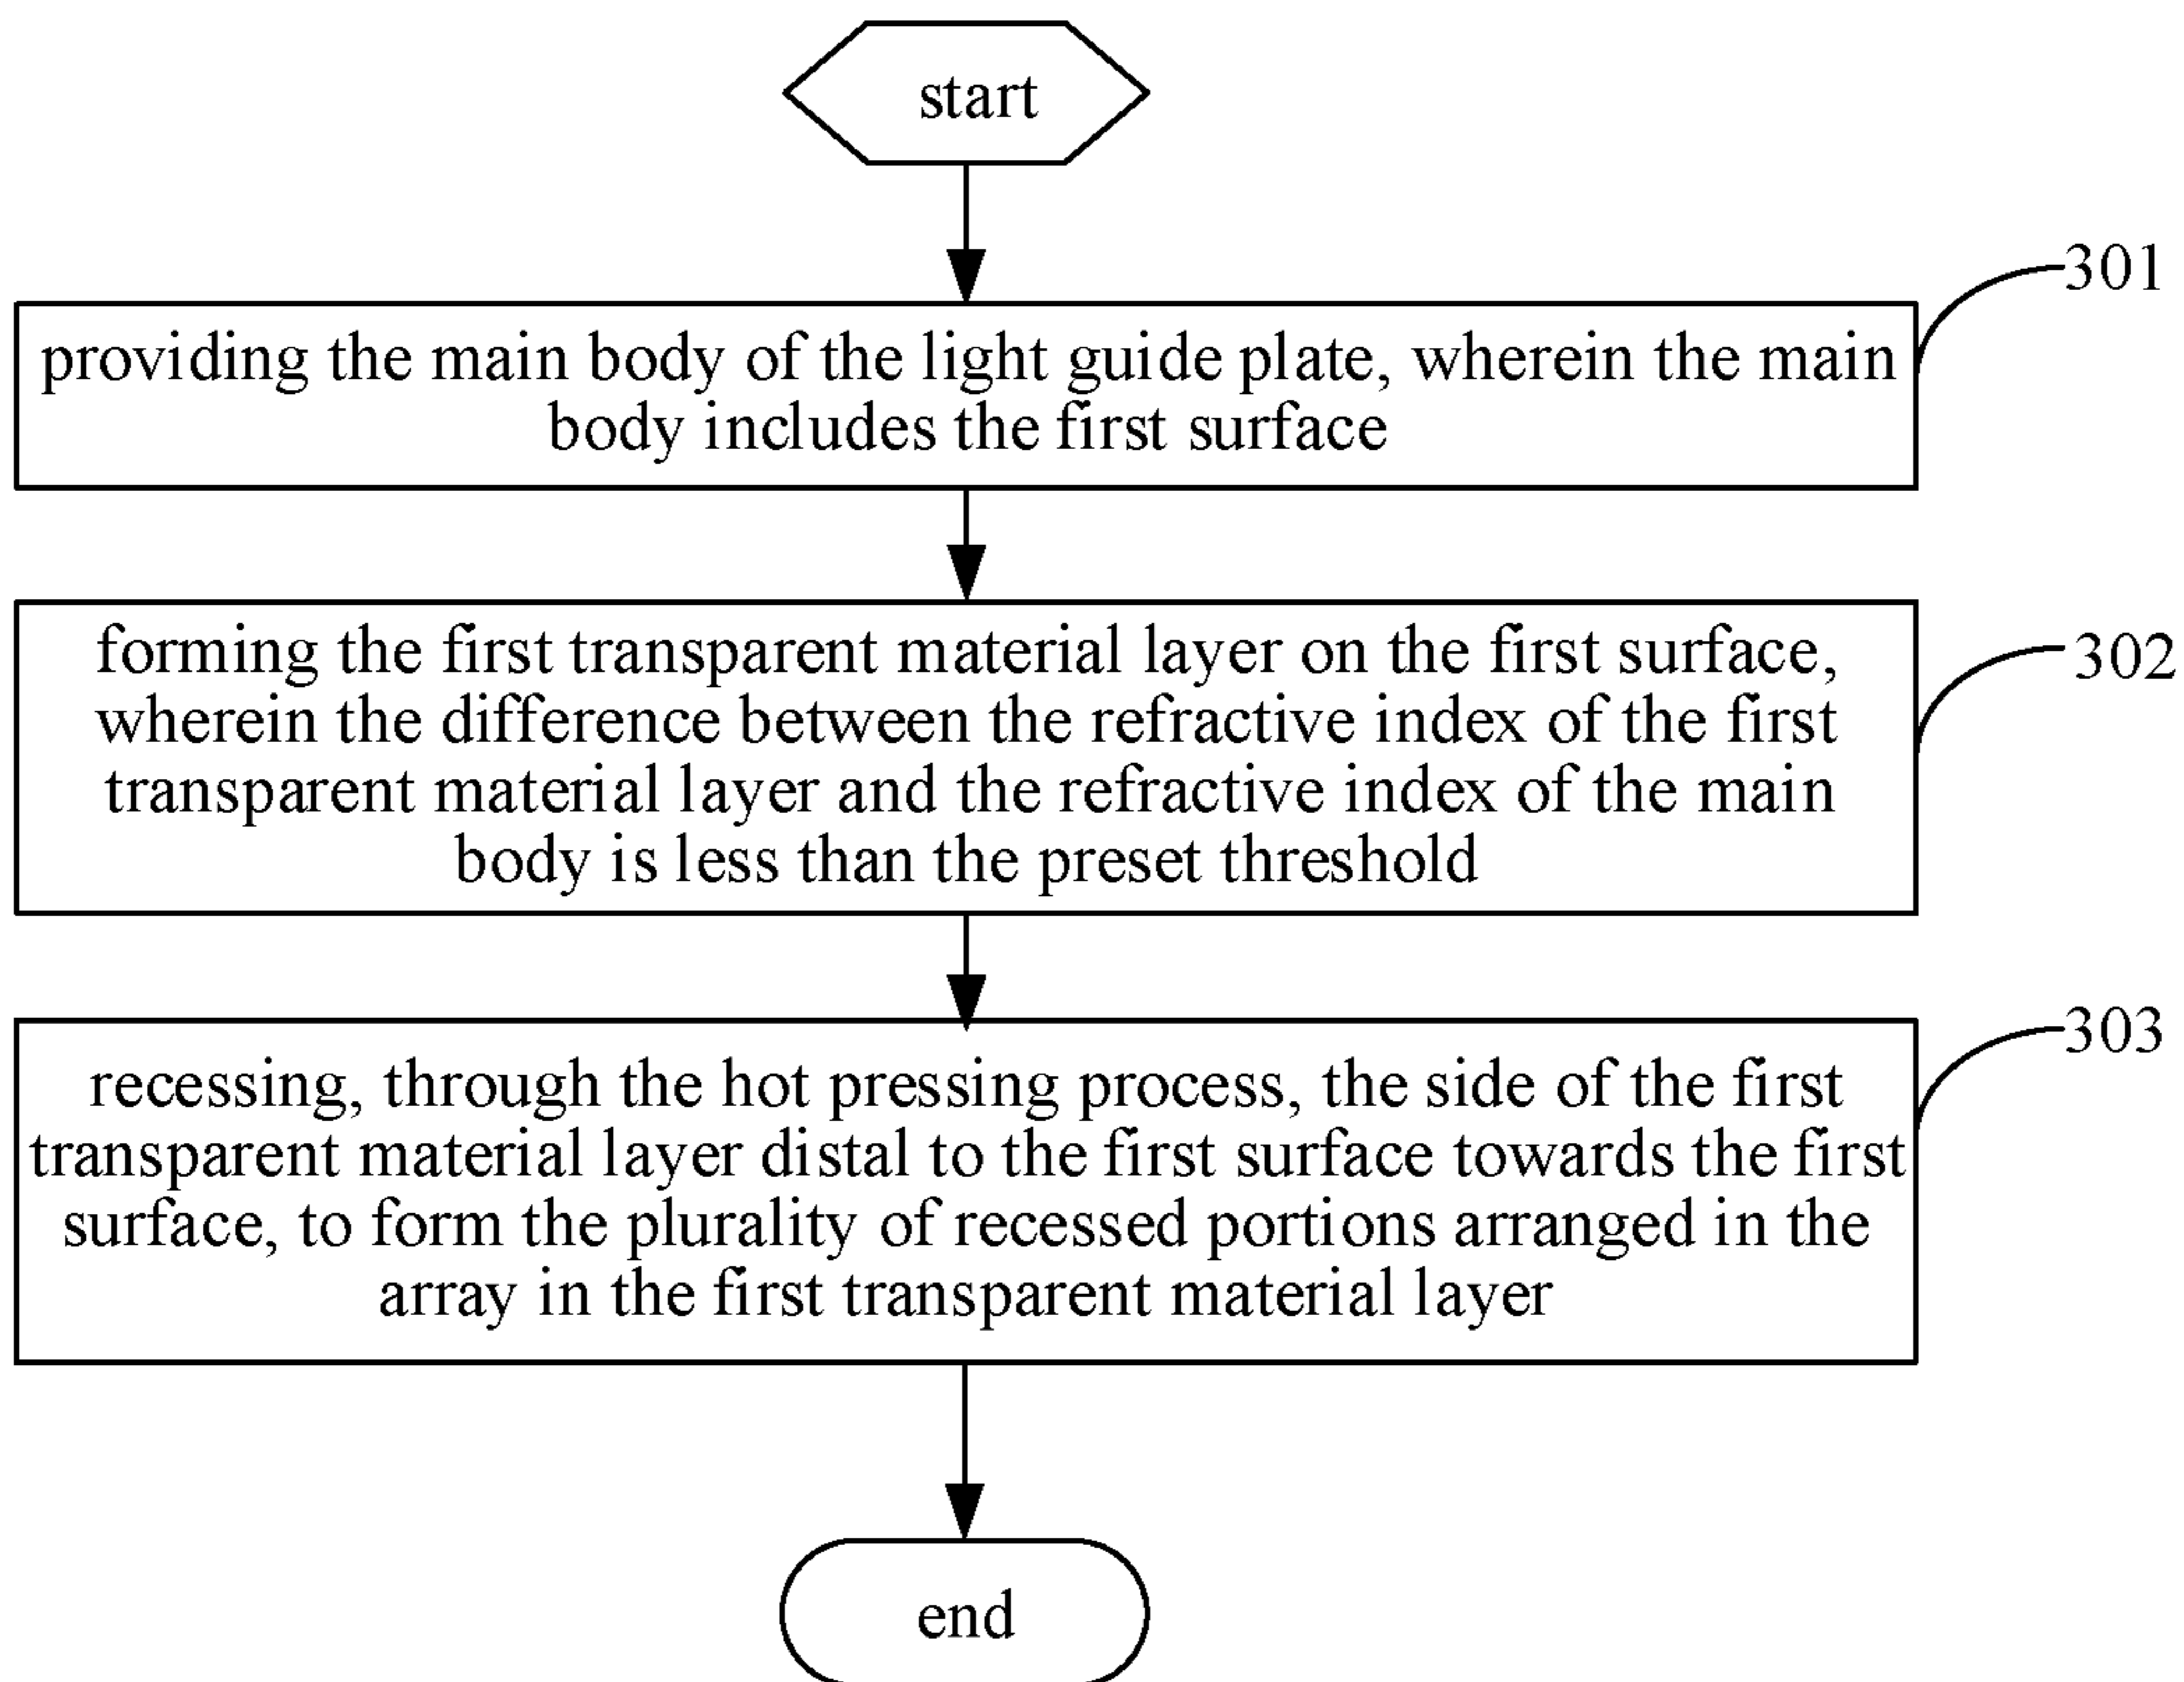 start
301
providing the main body of the light guide plate, wherein the main
body includes the first surface
302
forming the first transparent material layer on the first surface,
wherein the difference between the refractive index of the first
transparent material layer and the refractive index of the main
body is less than the preset threshold
303
recessing, through the hot pressing process, the side of the first
transparent material layer distal to the first surface towards the first
surface, to form the plurality of recessed portions arranged in the
array in the first transparent material layer
end